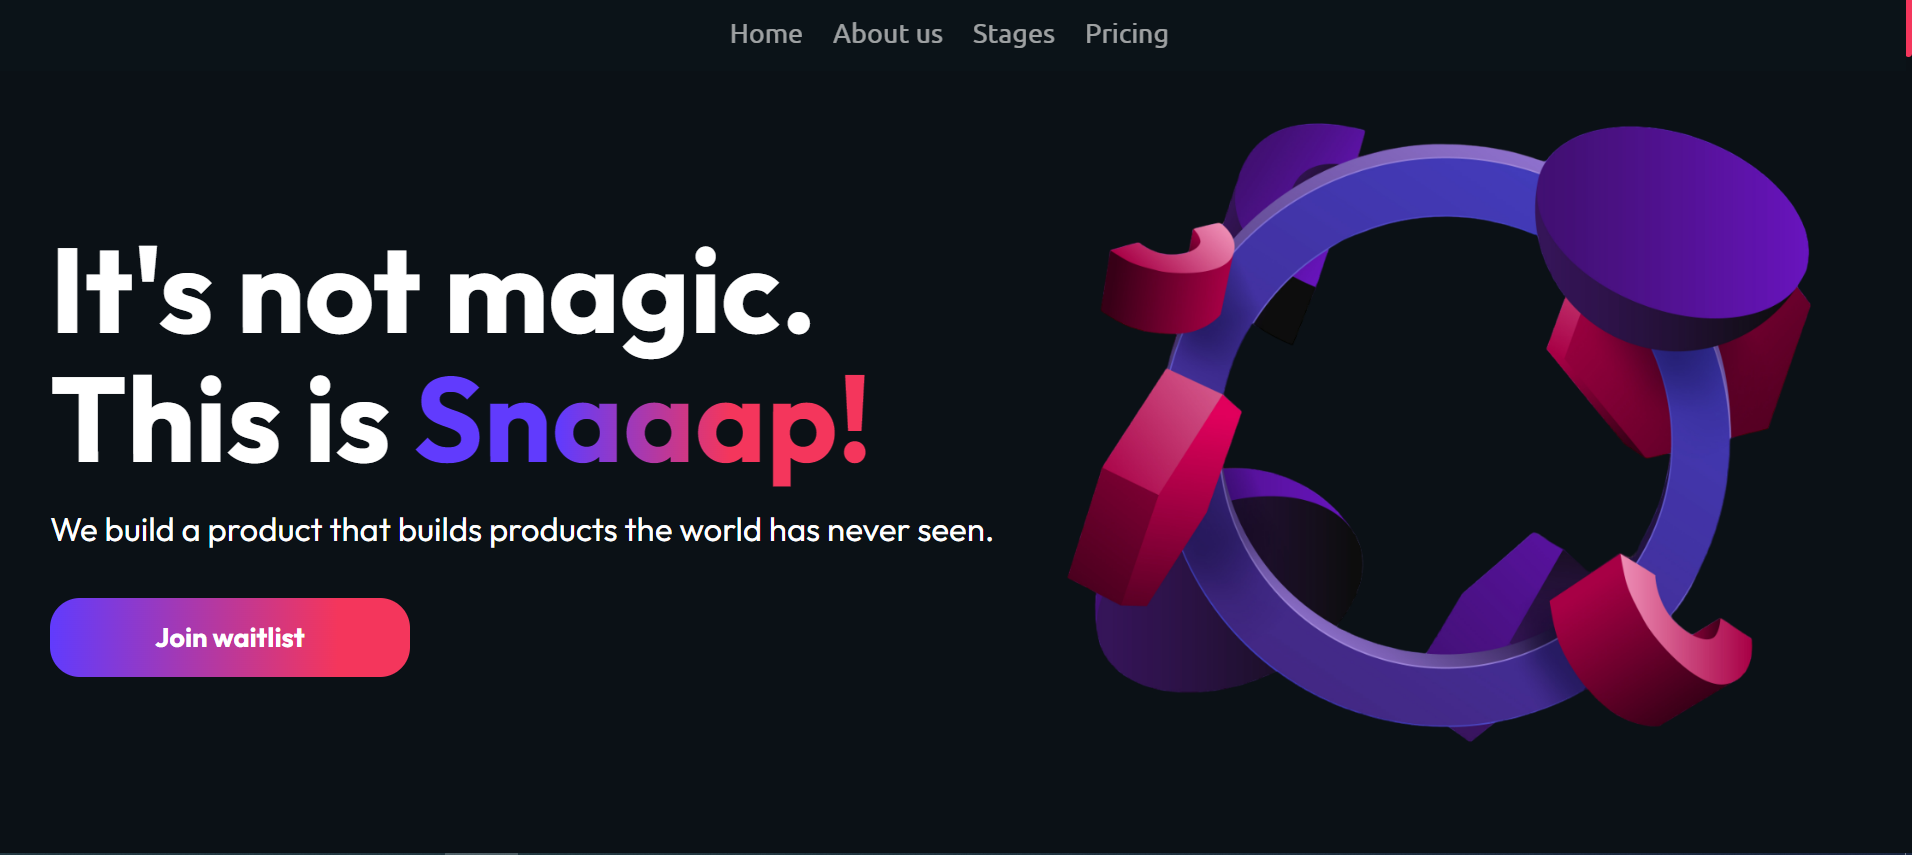 Home About us Stages Pricing
It's not magic.
This is Snaaap!
We build a product that builds products the world has never seen.
Join waitlist